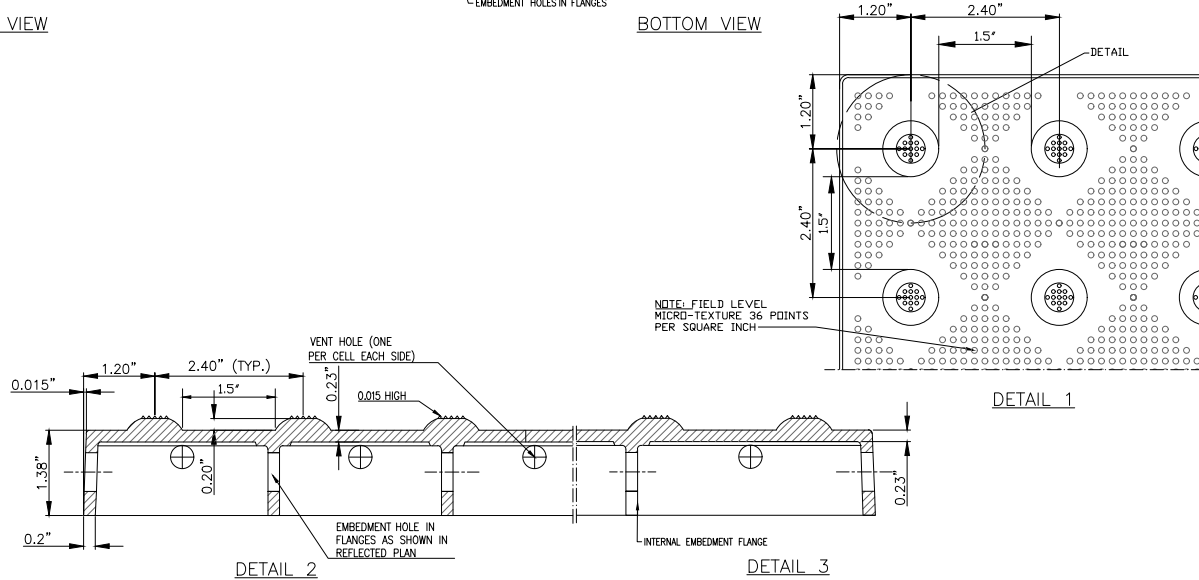 EMBEDMENT HOLES IN FLANGES
VIEW
BOTTOM VIEW
1.20"
2.40"
1.5"
DETAIL
1.20"
2.40"
1.5"
NOTE: FIELD LEVEL
MICRO-TEXTURE 36 POINTS
PER SQUARE INCH
DETAIL 1
VENT HOLE (ONE
PER CELL EACH SIDE)
1.20"
2.40" (TYP.)
0.015"
1.5"
0.23"
0.015 HIGH
1.38"
0.20"
0.23"
0.2"
EMBEDMENT HOLE IN
FLANGES AS SHOWN IN
REFLECTED PLAN
INTERNAL EMBEDMENT FLANGE
DETAIL 2
DETAIL 3